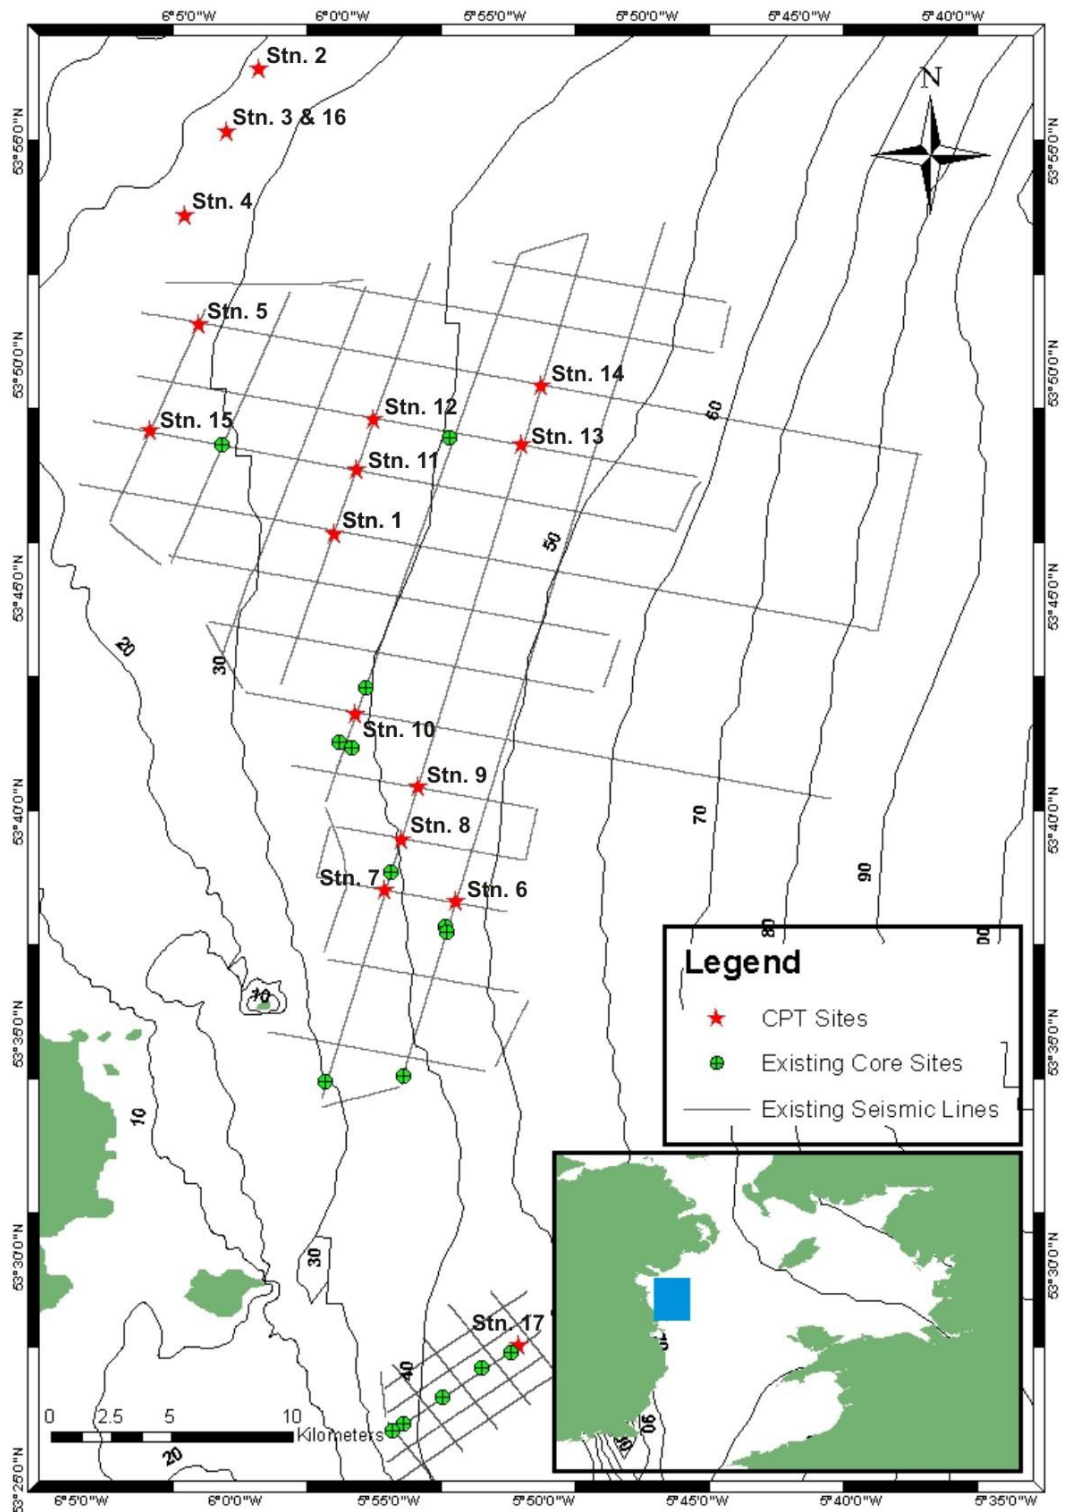 6°5'0"W 6°0'0"W 5°55'0"W 5°50'0"W 5°45'0"W 5°40'0"W
Stn. 2
N
Stn. 3 & 16
53°55'0"N 53°55'0"N
Stn. 4
Stn. 5
53°50'0"N 53°50'0"N
Stn. 14
60
Stn. 12
Stn. 15
Stn. 13
Stn. 11
Stn. 1
50
53°45'0"N 53°45'0"N
20
30
Stn. 10
Stn. 9
70
53°40'0"N 53°40'0"N
Stn. 8
90
Stn. 7
Stn. 6
80
Legend
10
CPT Sites
53°35'0"N 53°35'0"N
Existing Core Sites
10
Existing Seismic Lines
30
53°30'0"N 53°30'0"N
Stn. 17
40
0 2.5 5 10
Kilometers
90
20
53°25'0"N
6°5'0"W 6°0'0"W 5°55'0"W 5°50'0"W 5°45'0"W 5°40'0"W 5°35'0"W